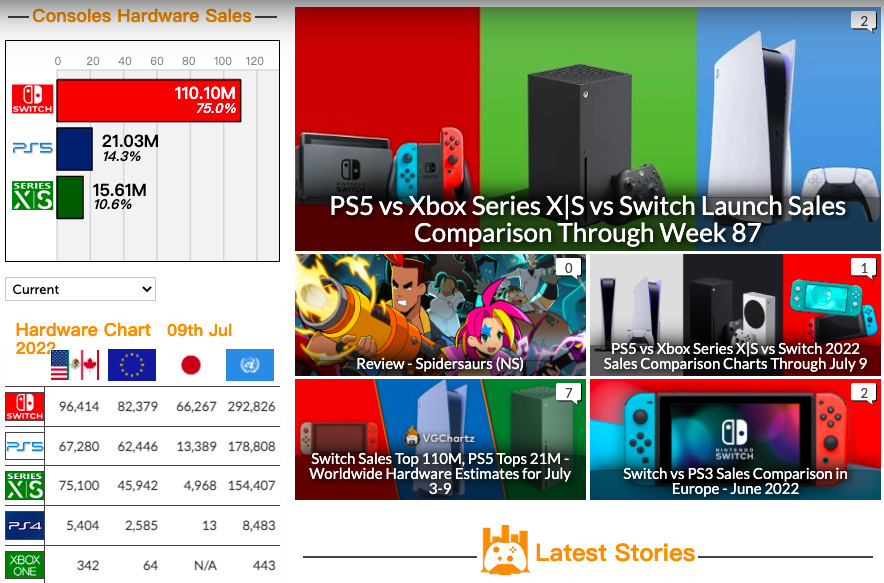 Consoles Hardware Sales
0 20 40 60 80 100 120
SWITCH
110.10M
75.0%
PS5
21.03M
14.3%
SERIES
X|S
15.61M
10.6%
Current
Hardware Chart 09th Jul
2022
SWITCH 96,414 82,379 66,267 292,826
PS5 67,280 62,446 13,389 178,808
SERIES
X|S 75,100 45,942 4,968 154,407
PS4 5,404 2,585 13 8,483
XBOX
ONE 342 64 N/A 443
2
NINTENDO
SWITCH
PS5 vs Xbox Series X|S vs Switch Launch Sales
Comparison Through Week 87
0
Review - Spidersaurs (NS)
1
PS5 vs Xbox Series X|S vs Switch 2022
Sales Comparison Charts Through July 9
7
VGChartz
Switch Sales Top 110M, PS5 Tops 21M -
Worldwide Hardware Estimates for July
3-9
2
NINTENDO
SWITCH
Switch vs PS3 Sales Comparison in
Europe - June 2022
Latest Stories